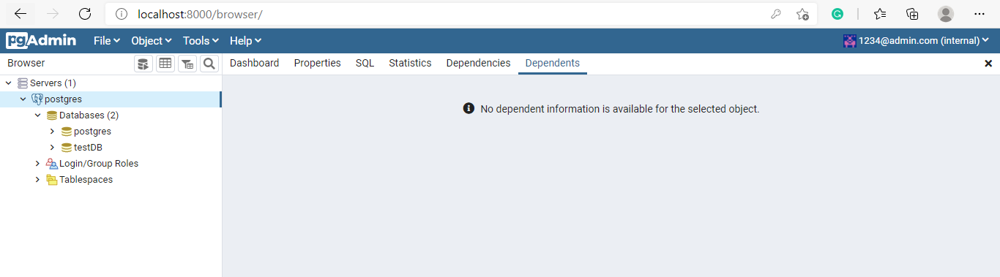 localhost:8000/browser/
pgAdmin File Object Tools Help 1234@admin.com (internal)
Browser Dashboard Properties SQL Statistics Dependencies Dependents
Servers (1)
postgres
Databases (2)
No dependent information is available for the selected object.
postgres
testDB
Login/Group Roles
Tablespaces